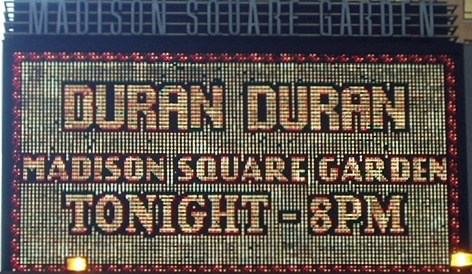 MADISON SQUARE GARDEN
DURAN DURAN
MADISON SQUARE GARDEN
TONIGHT - 8PM